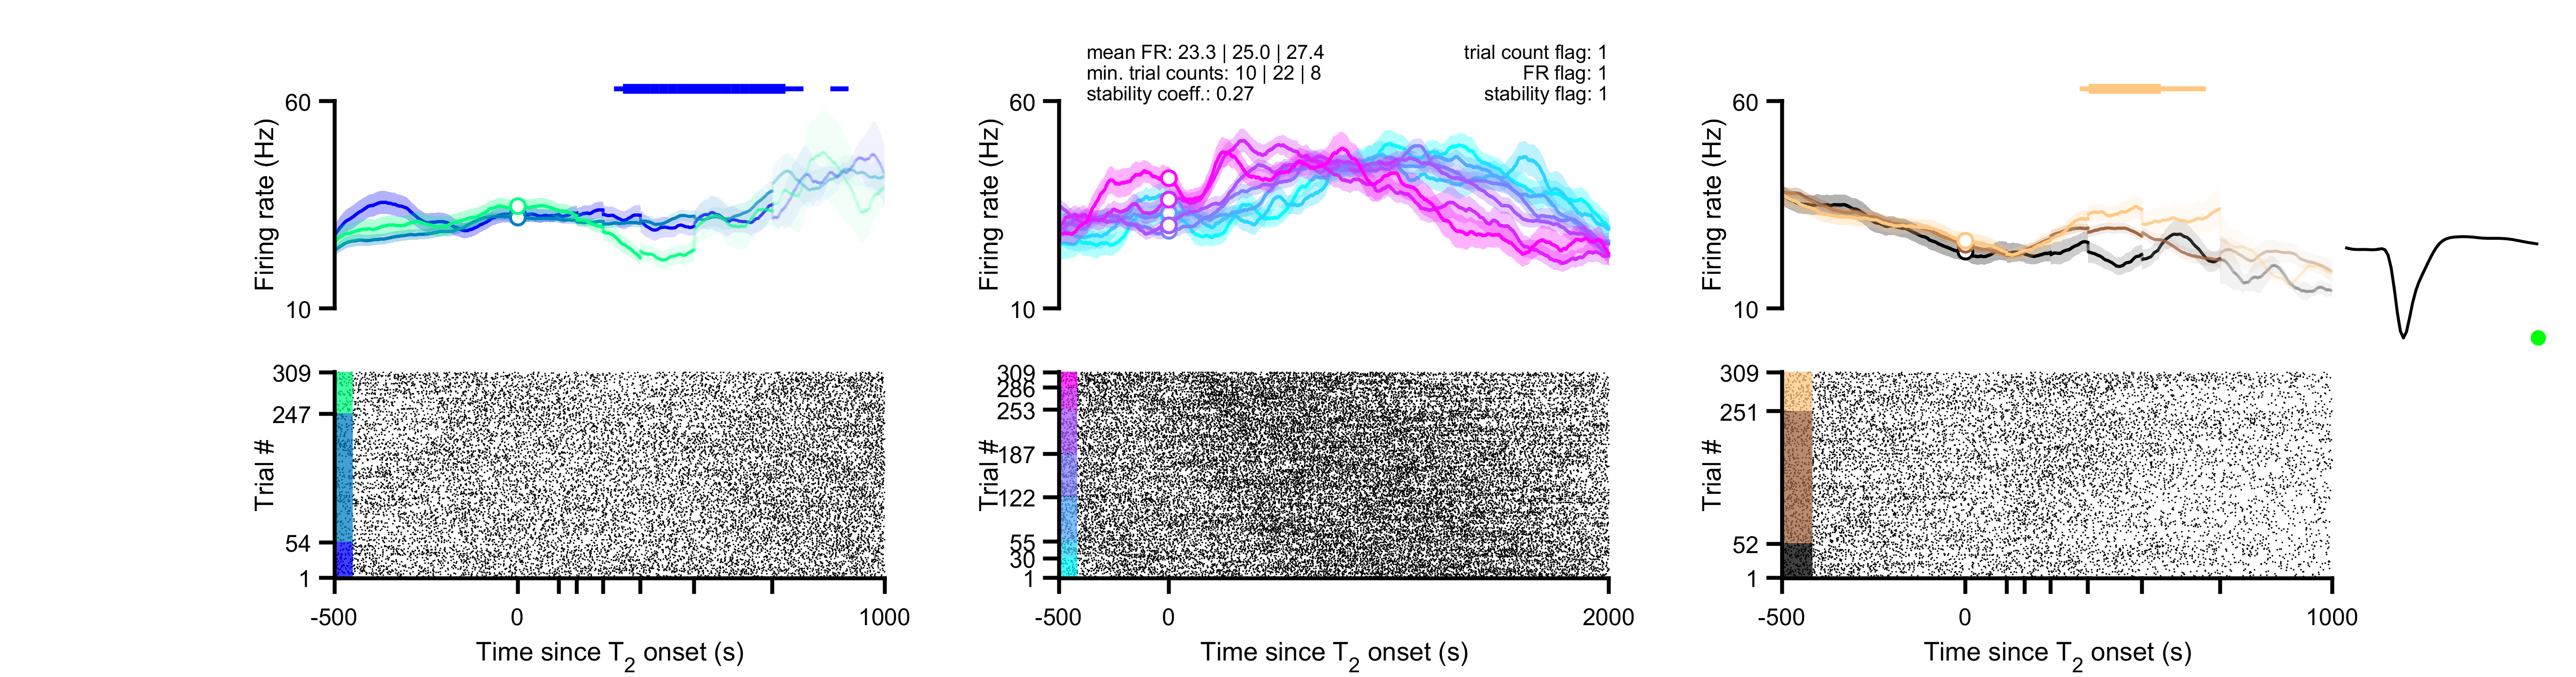 mean FR: 23.3 | 25.0 | 27.4
min. trial counts: 10 | 22 | 8
stability coeff.: 0.27
trial count flag: 1
FR flag: 1
stability flag: 1
60
Firing rate (Hz)
10
60
Firing rate (Hz)
10
60
Firing rate (Hz)
10
309
247
Trial #
54
1
-500
0
1000
Time since T2 onset (s)
309
286
253
187
Trial #
122
55
30
1
-500
0
2000
Time since T2 onset (s)
309
251
Trial #
52
1
-500
0
1000
Time since T2 onset (s)